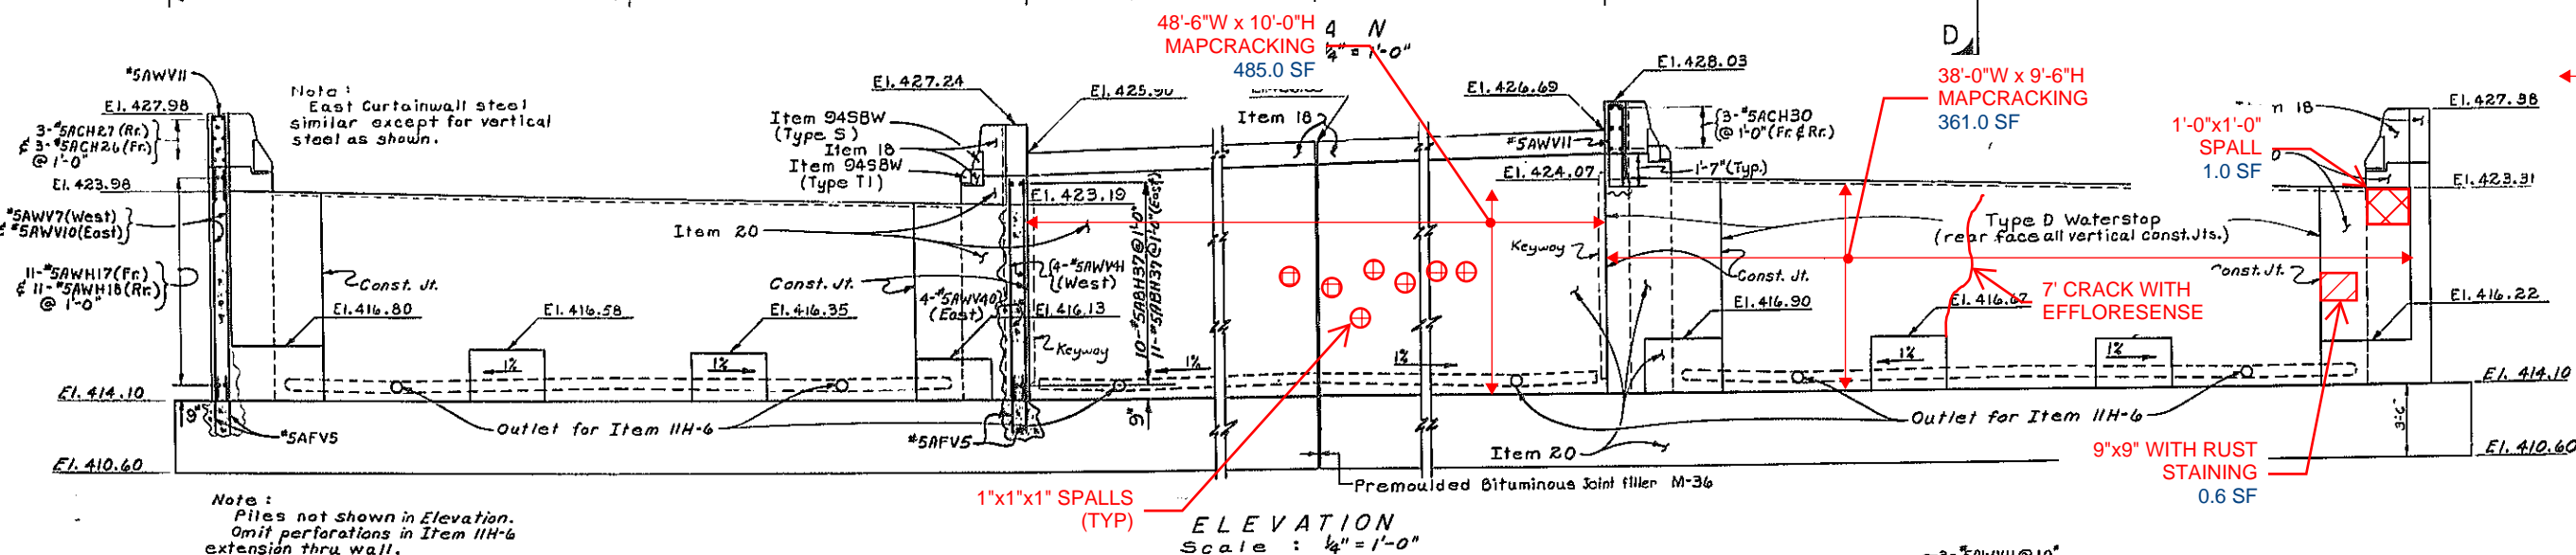 48'-6"W x 10'-0"H
MAPCRACKING
485.0 SF
N
¼" = 1'-0"
D
#5AWV11
Note :
East Curtainwall steel
similar except for vertical
steel as shown.
El. 427.98
3-#5ACH27 (Rr.)
& 3-#5ACH26 (Fr.)
@ 1'-0"
El. 423.98
#5AWV7 (West)
& #5AWV10 (East)
11-#5AWH17 (Fr.)
& 11-#5AWH18 (Rr.)
@ 1'-0"
Const. Jt.
El. 416.80
El. 416.58
El. 416.35
1%
1%
El. 414.10
9"
#5AFV5
Outlet for Item 11H-6
El. 410.60
Note :
Piles not shown in Elevation.
Omit perforations in Item 11H-6
extension thru wall.
El. 427.24
El. 425.90
Item 94SBW
(Type S)
Item 18
Item 94SBW
(Type T1)
El. 423.19
Item 20
Const. Jt.
4-#5AWV41
(West)
4-#5AWV40
(East)
El. 416.13
Keyway
10-#5ABH37 @ 1'-0"
11-#5ABH37 @ 1'-0" (East)
1%
9"
#5AFV5
Item 18
El. 426.69
#5AWV11
El. 424.07
El. 428.03
3-#5ACH30
(@ 1'-0" (Fr. & Rr.)
1'-7" (Typ.)
Keyway
Const. Jt.
El. 416.90
1%
1"x1"x1" SPALLS
(TYP)
Premoulded Bituminous Joint filler M-36
ELEVATION
Scale : ¼" = 1'-0"
Item 20
38'-0"W x 9'-6"H
MAPCRACKING
361.0 SF
Type D Waterstop
(rear face all vertical const. Jts.)
7' CRACK WITH
EFFLORESENSE
El. 416.67
1%
1%
Outlet for Item 11H-6
1'-0"x1'-0"
SPALL
1.0 SF
18
El. 427.98
El. 423.31
Const. Jt.
El. 416.22
El. 414.10
3'-6"
El. 410.60
9"x9" WITH RUST
STAINING
0.6 SF